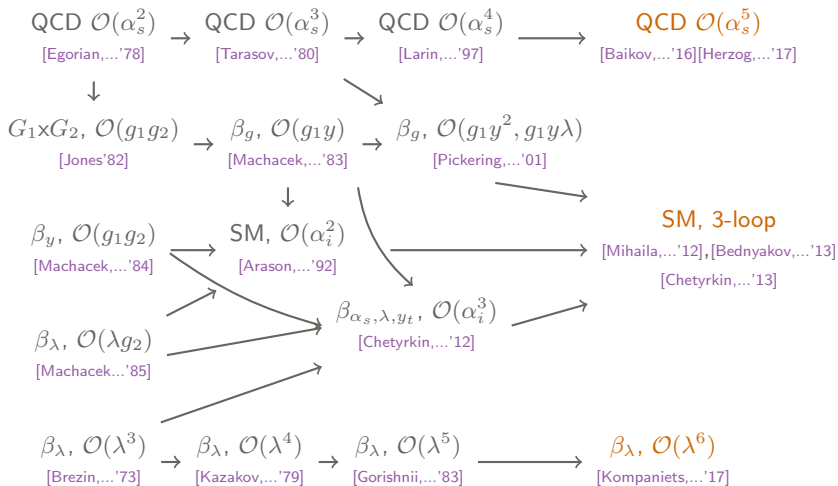 QCD 𝒪(α_s^2) QCD 𝒪(α_s^3) QCD 𝒪(α_s^4) QCD 𝒪(α_s^5)
[Egorian,...'78] [Tarasov,...'80] [Larin,...'97] [Baikov,...'16][Herzog,...'17]
G_1xG_2, 𝒪(g_1g_2) β_g, 𝒪(g_1y) β_g, 𝒪(g_1y^2, g_1yλ)
[Jones'82] [Machacek,...'83] [Pickering,...'01]
SM, 3-loop
β_y, 𝒪(g_1g_2) SM, 𝒪(α_i^2) [Mihaila,...'12],[Bednyakov,...'13]
[Machacek,...'84] [Arason,...'92] [Chetyrkin,...'13]
β_{α_s,λ,y_t}, 𝒪(α_i^3)
β_λ, 𝒪(λg_2) [Chetyrkin,...'12]
[Machacek...'85]
β_λ, 𝒪(λ^3) β_λ, 𝒪(λ^4) β_λ, 𝒪(λ^5) β_λ, 𝒪(λ^6)
[Brezin,...'73] [Kazakov,...'79] [Gorishnii,...'83] [Kompaniets,...'17]